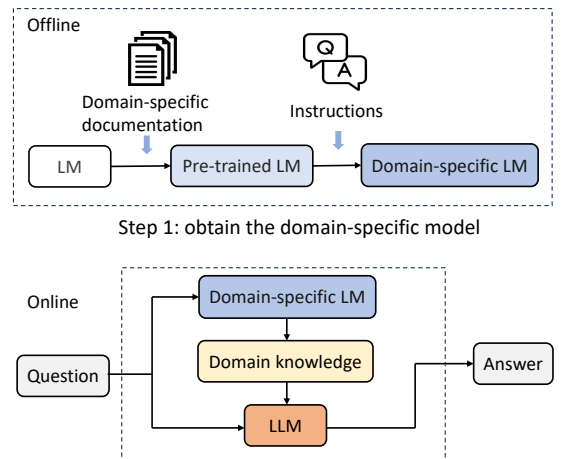 Offline
Q
A
Domain-specific
documentation
Instructions
LM
Pre-trained LM
Domain-specific LM
Step 1: obtain the domain-specific model
Online
Domain-specific LM
Domain knowledge
Question
Answer
LLM